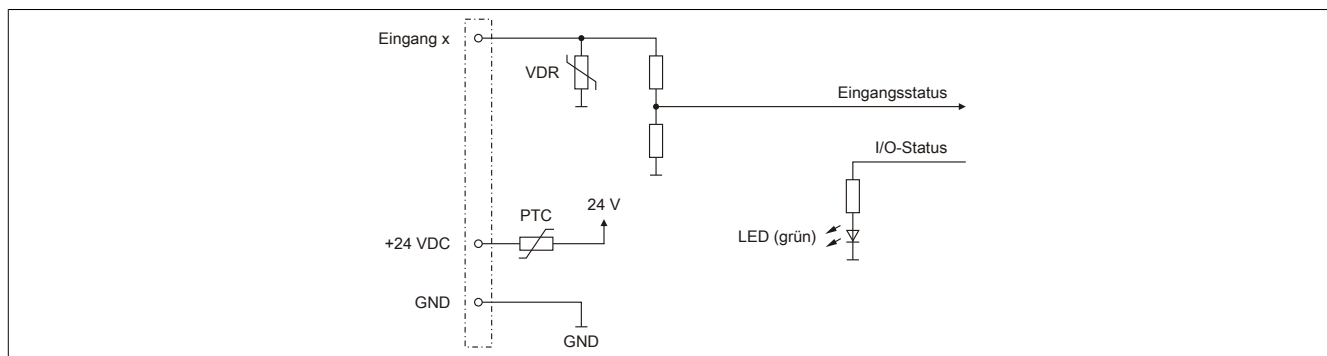 Eingang x
VDR
Eingangsstatus
I/O-Status
PTC
24 V
+24 VDC
LED (grün)
GND
GND